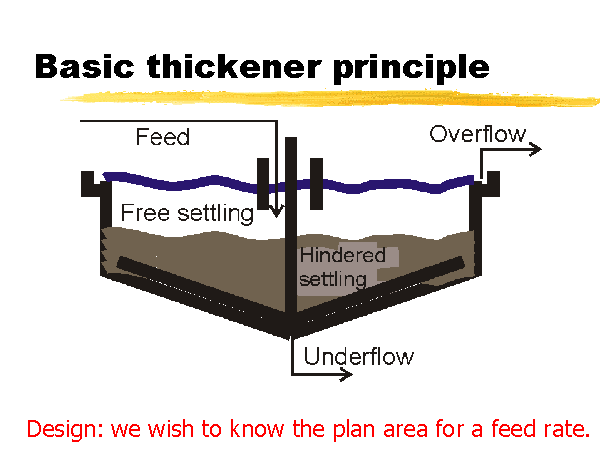 Basic thickener principle
Feed
Overflow
Free settling
Hindered
settling
Underflow
Design: we wish to know the plan area for a feed rate.